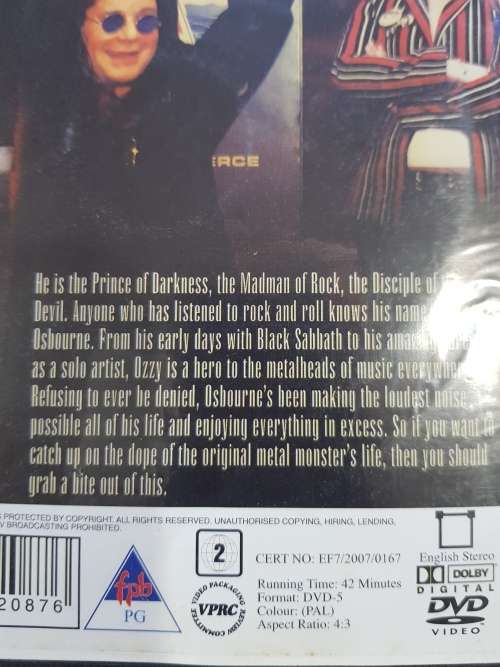 ERCE
He is the Prince of Darkness, the Madman of Rock, the Disciple of
Devil. Anyone who has listened to rock and roll knows his name
Osbourne. From his early days with Black Sabbath to his
as a solo artist, Ozzy is a hero to the metalheads of music everywhere
Refusing to ever be denied, Osbourne's been making the loudest noise
possible all of his life and enjoying everything in excess. So if you want
catch up on the dope of the original metal monster's life, then you should
grab a bite out of this.
PROTECTED BY COPYRIGHT. ALL RIGHTS RESERVED. UNAUTHORISED COPYING, HIRING, LENDING,
V BROADCASTING PROHIBITED.
20876
fpb
PG
2
VIDEO PACKAGING
VPRC
REVIEW COMMITTEE
CERT NO: EF7/2007/0167
Running Time: 42 Minutes
Format: DVD-5
Colour: (PAL)
Aspect Ratio: 4:3
English Stereo
DOLBY
DIGITAL
DVD
VIDEO